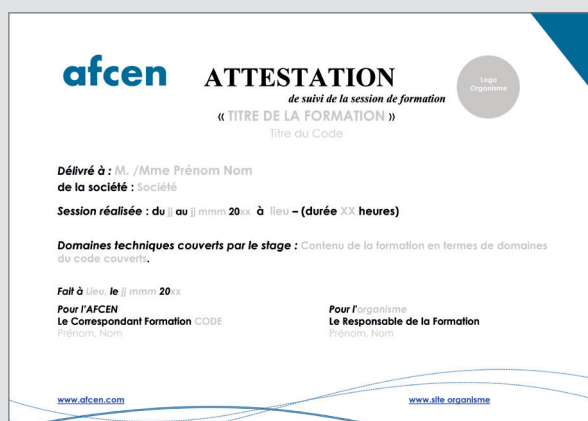 afcen
ATTESTATION
Logo
Organisme
de suivi de la session de formation
« TITRE DE LA FORMATION »
Titre du Code
Délivré à : M. /Mme Prénom Nom
de la société : Société
Session réalisée : du jj au jj mmm 20xx à lieu – (durée XX heures)
Domaines techniques couverts par le stage : Contenu de la formation en termes de domaines
du code couverts.
Fait à Lieu, le jj mmm 20xx
Pour l'AFCEN
Le Correspondant Formation CODE
Prénom, Nom
Pour l'organisme
Le Responsable de la Formation
Prénom, Nom
www.afcen.com
www.site organisme